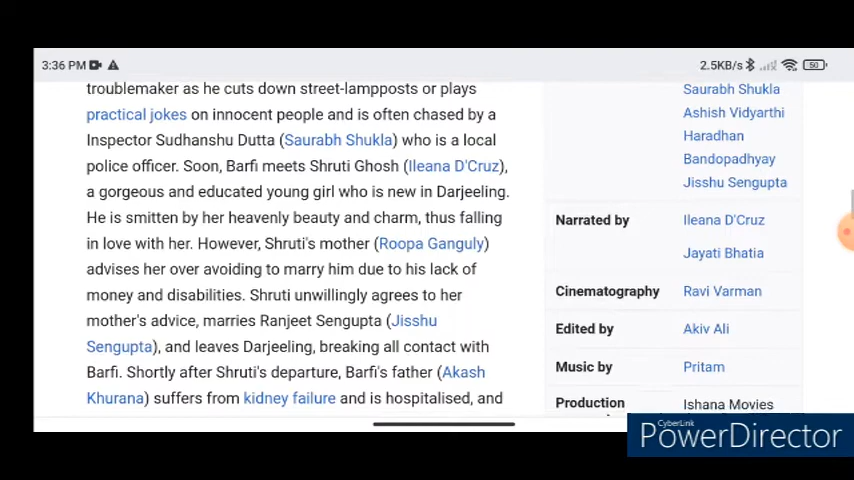 3:36 PM
2.5KB/s
50
troublemaker as he cuts down street-lampposts or plays
practical jokes on innocent people and is often chased by a
Inspector Sudhanshu Dutta (Saurabh Shukla) who is a local
police officer. Soon, Barfi meets Shruti Ghosh (Ileana D'Cruz),
a gorgeous and educated young girl who is new in Darjeeling.
He is smitten by her heavenly beauty and charm, thus falling
in love with her. However, Shruti's mother (Roopa Ganguly)
advises her over avoiding to marry him due to his lack of
money and disabilities. Shruti unwillingly agrees to her
mother's advice, marries Ranjeet Sengupta (Jisshu
Sengupta), and leaves Darjeeling, breaking all contact with
Barfi. Shortly after Shruti's departure, Barfi's father (Akash
Khurana) suffers from kidney failure and is hospitalised, and
Saurabh Shukla
Ashish Vidyarthi
Haradhan
Bandopadhyay
Jisshu Sengupta
Narrated by
Ileana D'Cruz
Jayati Bhatia
Cinematography
Ravi Varman
Edited by
Akiv Ali
Music by
Pritam
Production
Ishana Movies
CyberLink
PowerDirector